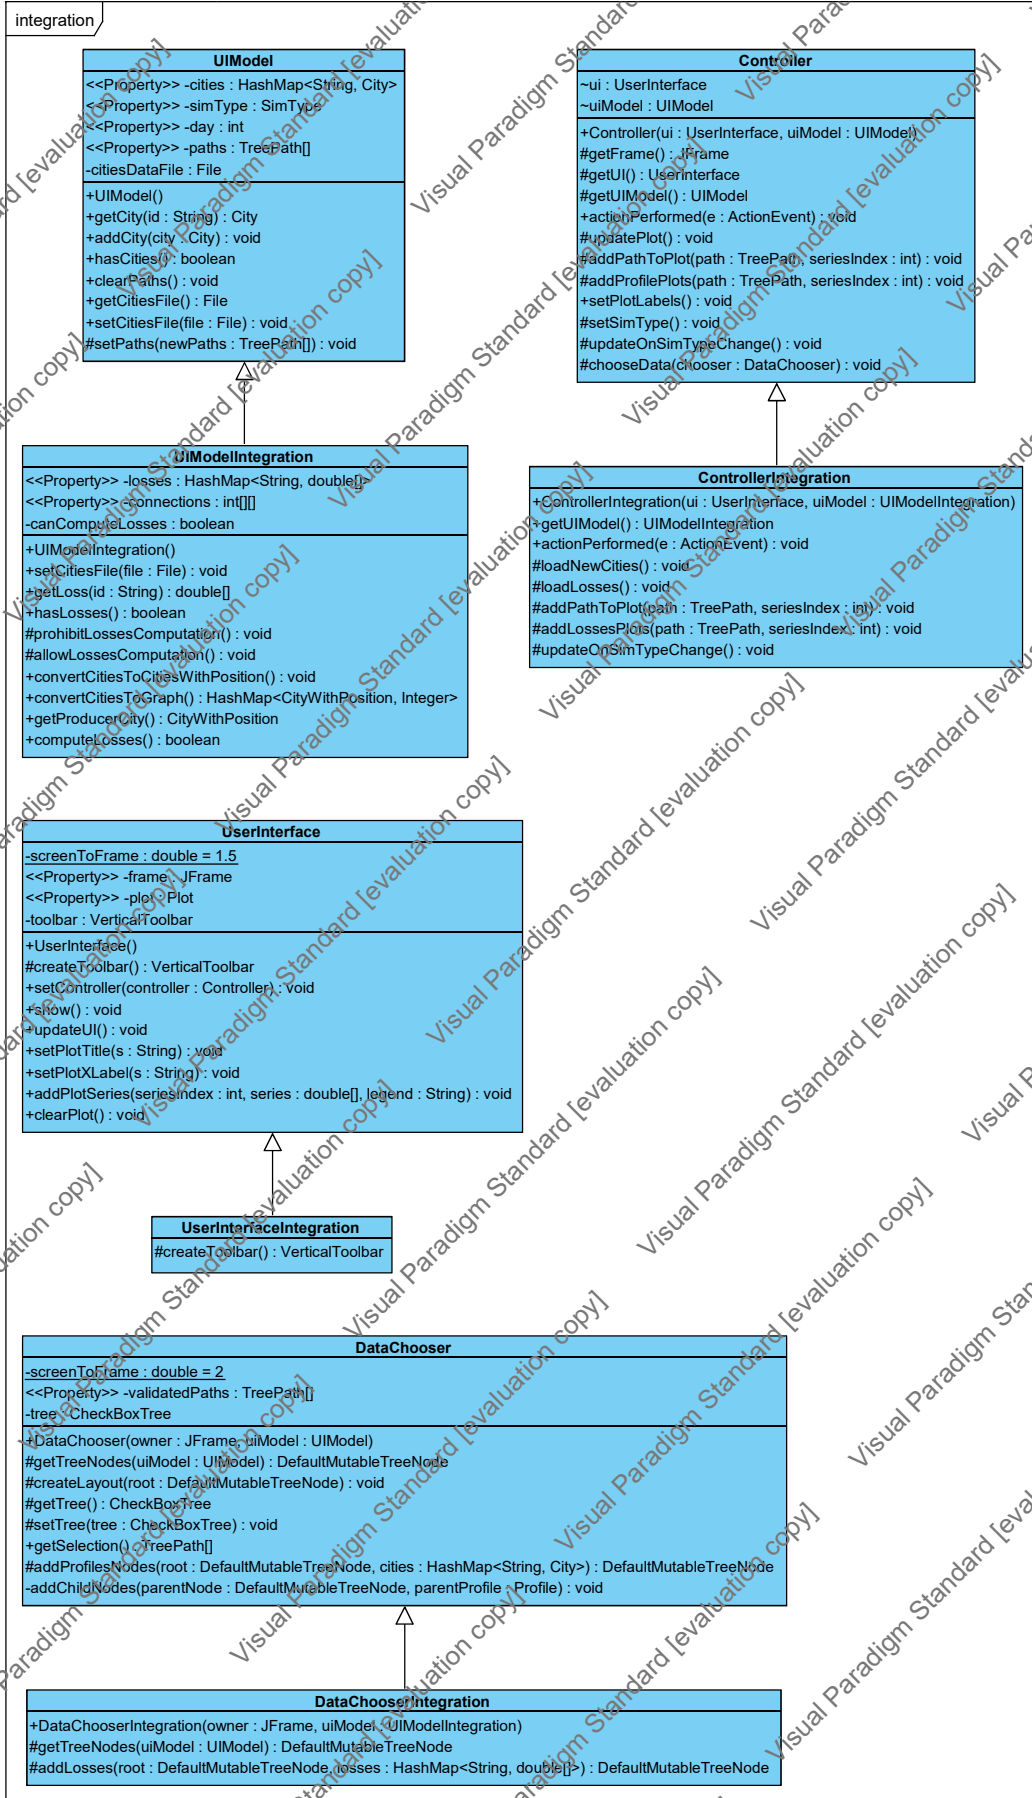 integration
UIModel
<<Property>> -cities : HashMap<String, City>
<<Property>> -simType : SimType
<<Property>> -day : int
<<Property>> -paths : TreePath[]
-citiesDataFile : File
+UIModel()
+getCity(id : String) : City
+addCity(city : City) : void
+hasCities() : boolean
+clearPaths() : void
+getCitiesFile() : File
+setCitiesFile(file : File) : void
#setPaths(newPaths : TreePath[]) : void
Controller
~ui : UserInterface
~uiModel : UIModel
+Controller(ui : UserInterface, uiModel : UIModel)
#getFrame() : JFrame
#getUI() : UserInterface
#getUIModel() : UIModel
+actionPerformed(e : ActionEvent) : void
#updatePlot() : void
#addPathToPlot(path : TreePath, seriesIndex : int) : void
#addProfilePlots(path : TreePath, seriesIndex : int) : void
+setPlotLabels() : void
#setSimType() : void
#updateOnSimTypeChange() : void
#chooseData(chooser : DataChooser) : void
UIModelIntegration
<<Property>> -losses : HashMap<String, double[]>
<<Property>> -connections : int[][]
-canComputeLosses : boolean
+UIModelIntegration()
+setCitiesFile(file : File) : void
+getLoss(id : String) : double[]
+hasLosses() : boolean
#prohibitLossesComputation() : void
#allowLossesComputation() : void
+convertCitiesToCitiesWithPosition() : void
+convertCitiesToGraph() : HashMap<CityWithPosition, Integer>
+getProducerCity() : CityWithPosition
+computeLosses() : boolean
ControllerIntegration
+ControllerIntegration(ui : UserInterface, uiModel : UIModelIntegration)
+getUIModel() : UIModelIntegration
+actionPerformed(e : ActionEvent) : void
#loadNewCities() : void
#loadLosses() : void
#addPathToPlot(path : TreePath, seriesIndex : int) : void
#addLossesPlots(path : TreePath, seriesIndex : int) : void
#updateOnSimTypeChange() : void
UserInterface
-screenToFrame : double = 1.5
<<Property>> -frame : JFrame
<<Property>> -plot : Plot
-toolbar : VerticalToolbar
+UserInterface()
#createToolbar() : VerticalToolbar
+setController(controller : Controller) : void
+show() : void
+updateUI() : void
+setPlotTitle(s : String) : void
+setPlotXLabel(s : String) : void
+addPlotSeries(seriesIndex : int, series : double[], legend : String) : void
+clearPlot() : void
UserInterfaceIntegration
#createToolbar() : VerticalToolbar
DataChooser
-screenToFrame : double = 2
<<Property>> -validatedPaths : TreePath[]
-tree : CheckBoxTree
+DataChooser(owner : JFrame, uiModel : UIModel)
#getTreeNodes(uiModel : UIModel) : DefaultMutableTreeNode
#createLayout(root : DefaultMutableTreeNode) : void
#getTree() : CheckBoxTree
#setTree(tree : CheckBoxTree) : void
+getSelection() : TreePath[]
#addProfilesNodes(root : DefaultMutableTreeNode, cities : HashMap<String, City>) : DefaultMutableTreeNode
-addChildNodes(parentNode : DefaultMutableTreeNode, parentProfile : Profile) : void
DataChooserIntegration
+DataChooserIntegration(owner : JFrame, uiModel : UIModelIntegration)
#getTreeNodes(uiModel : UIModel) : DefaultMutableTreeNode
#addLosses(root : DefaultMutableTreeNode, losses : HashMap<String, double[]>) : DefaultMutableTreeNode
Visual Paradigm Standard [evaluation copy]